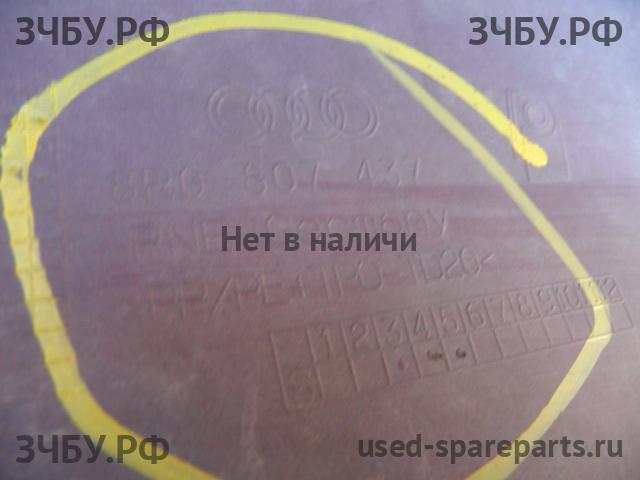 ЗЧБУ.РФ ЗЧБУ.РФ
8R0 807 437
Germany
Нет в наличи
1 2 3 4 5 6 7 8 9 10 11 12
S
ЗЧБУ.РФ used-spareparts.ru